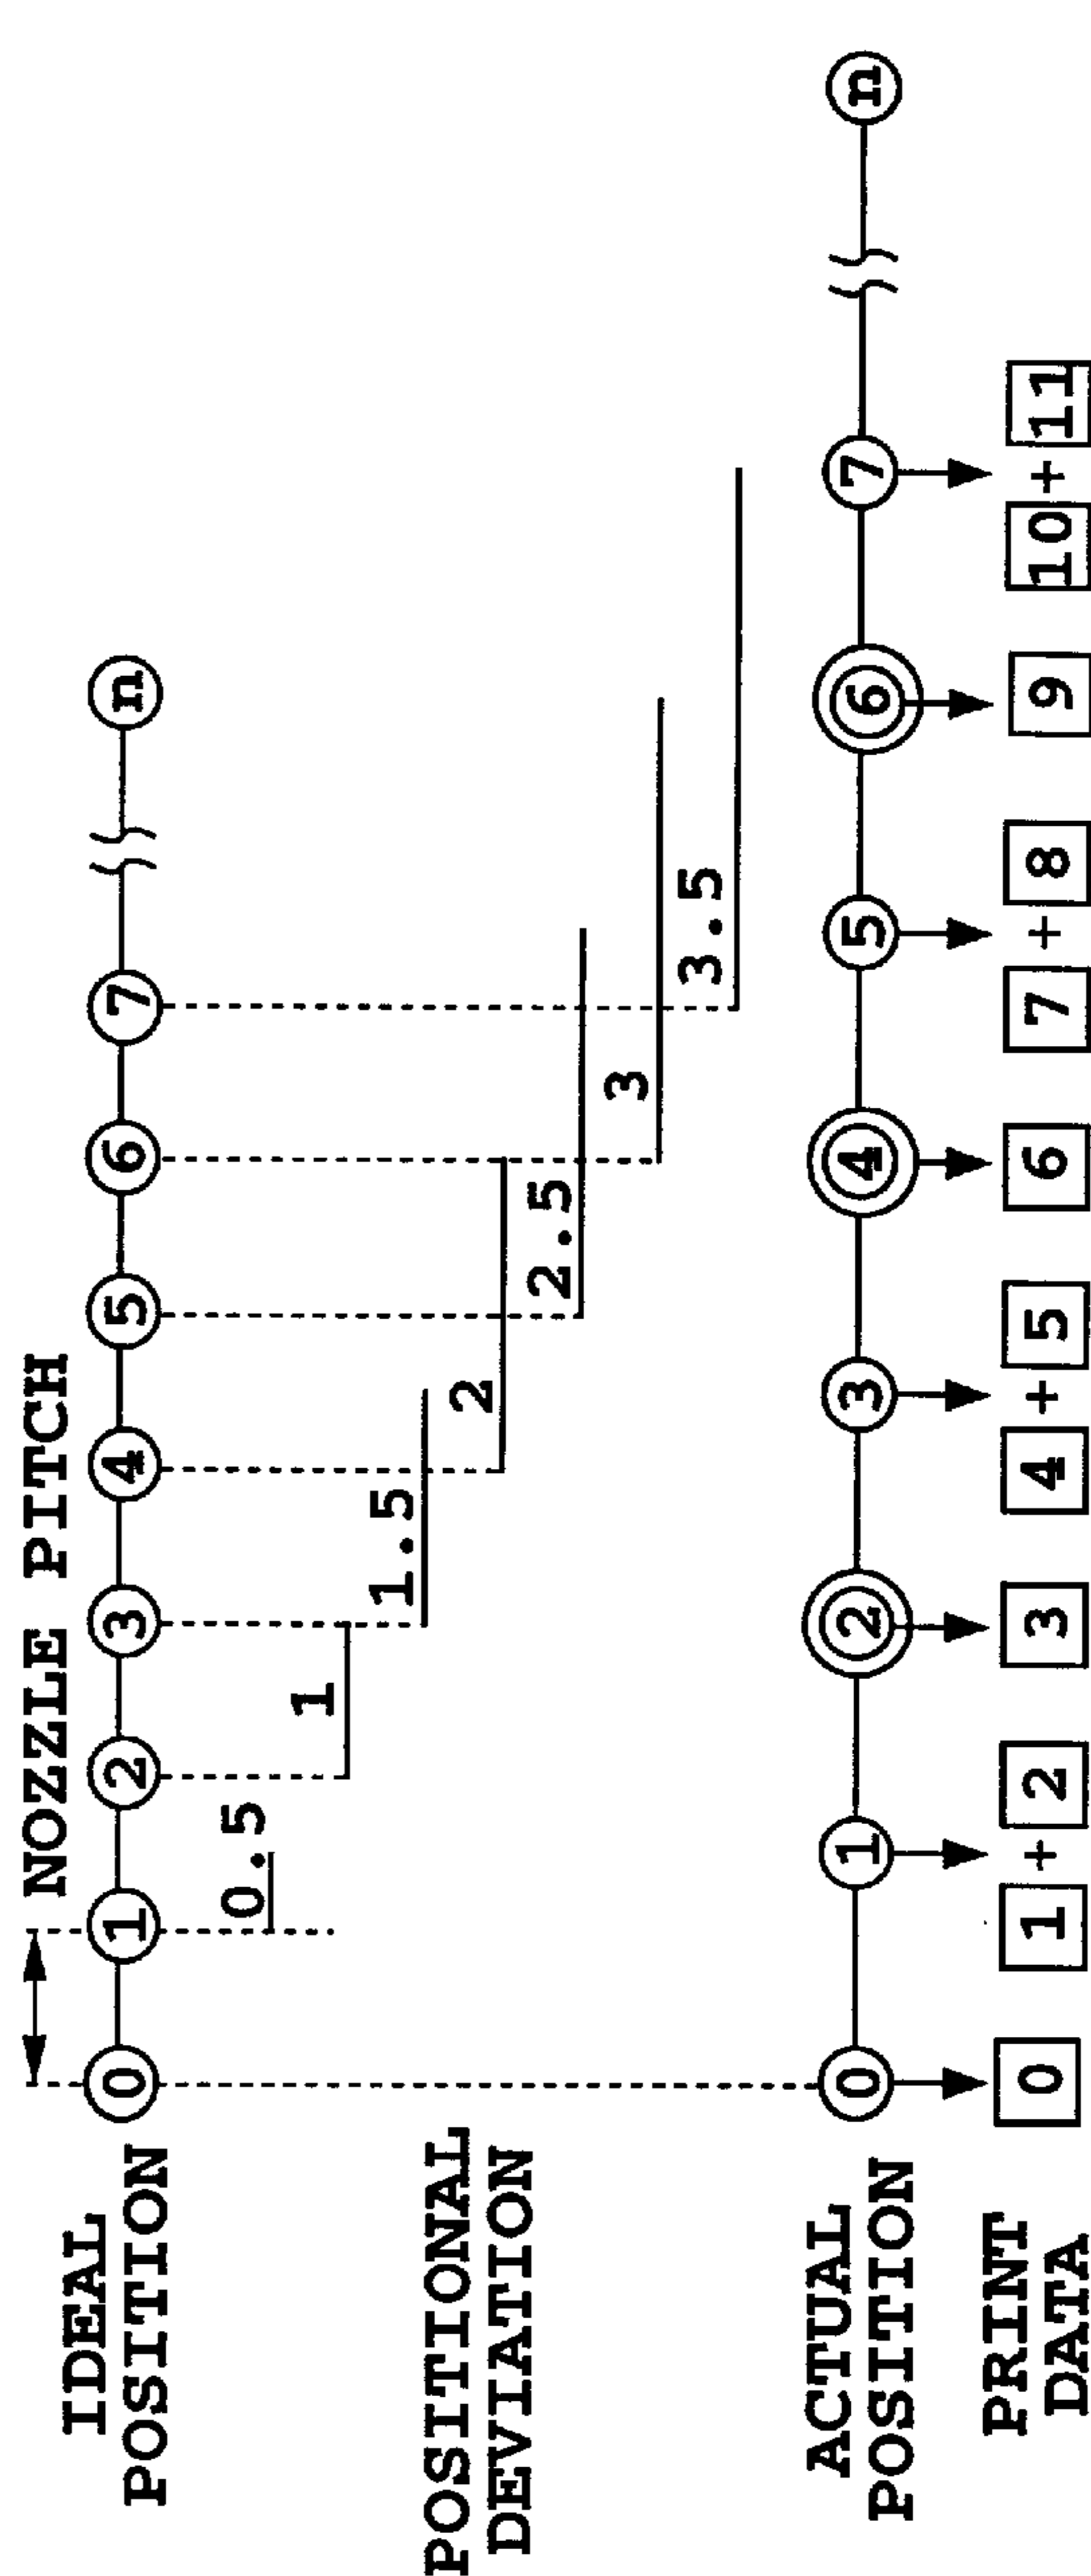 NOZZLE PITCH
IDEAL
POSITION
0 1 2 3 4 5 6 7 n
POSITIONAL
DEVIATION
0.5
1
1.5
2
2.5
3
3.5
ACTUAL
POSITION
0 1 2 3 4 5 6 7 n
PRINT
DATA
0 1 + 2 3 4 + 5 6 7 + 8 9 10 + 11